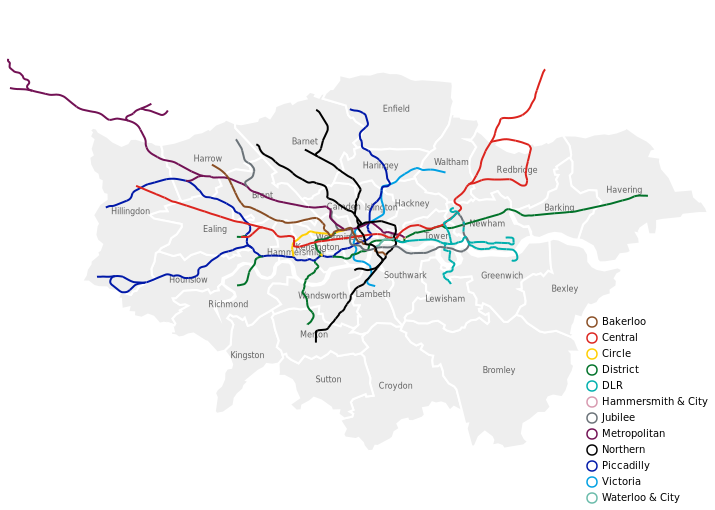 Enfield
Barnet
Haringey
Waltham
Harrow
Redbridge
Havering
Brent
Camden
Islington
Hackney
Barking
Hillingdon
Newham
Ealing
Tower
Kensington
Hammersmith
Hounslow
Southwark
Greenwich
Bexley
Richmond
Wandsworth
Lambeth
Lewisham
Merton
Kingston
Bromley
Sutton
Croydon
Bakerloo
Central
Circle
District
DLR
Hammersmith & City
Jubilee
Metropolitan
Northern
Piccadilly
Victoria
Waterloo & City